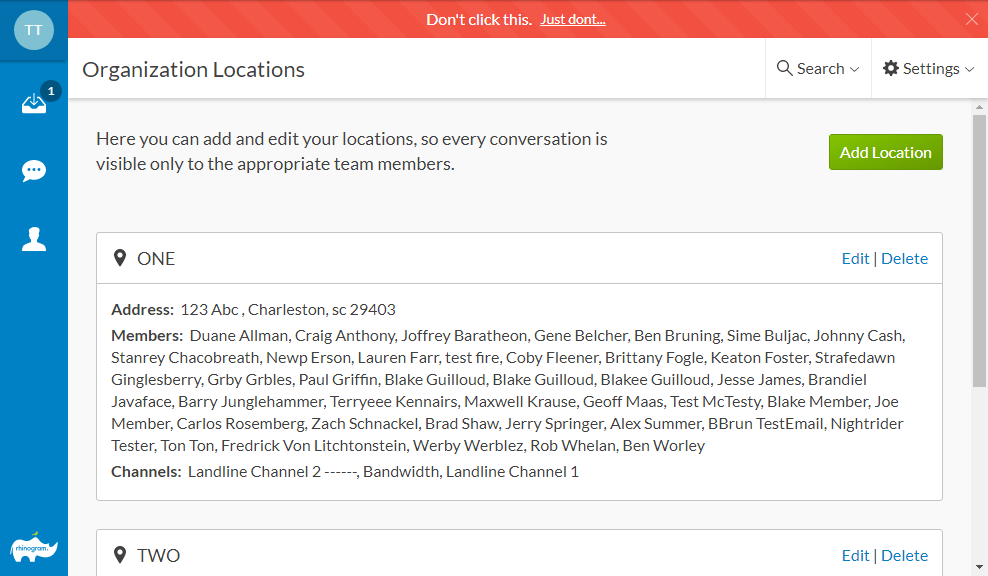 TT
Don't click this. Just dont...
Organization Locations
Search
Settings
1
Here you can add and edit your locations, so every conversation is
visible only to the appropriate team members.
Add Location
ONE
Edit | Delete
Address: 123 Abc , Charleston, sc 29403
Members: Duane Allman, Craig Anthony, Joffrey Baratheon, Gene Belcher, Ben Bruning, Sime Buljac, Johnny Cash,
Stanrey Chacobreath, Newp Erson, Lauren Farr, test fire, Coby Fleener, Brittany Fogle, Keaton Foster, Strafedawn
Ginglesberry, Grby Grbles, Paul Griffin, Blake Guilloud, Blake Guilloud, Blakee Guilloud, Jesse James, Brandiel
Javaface, Barry Junglehammer, Terryeee Kennairs, Maxwell Krause, Geoff Maas, Test McTesty, Blake Member, Joe
Member, Carlos Rosemberg, Zach Schnackel, Brad Shaw, Jerry Springer, Alex Summer, BBrun TestEmail, Nightrider
Tester, Ton Ton, Fredrick Von Litchtonstein, Werby Werblez, Rob Whelan, Ben Worley
Channels: Landline Channel 2 ------, Bandwidth, Landline Channel 1
TWO
Edit | Delete
rhinogram